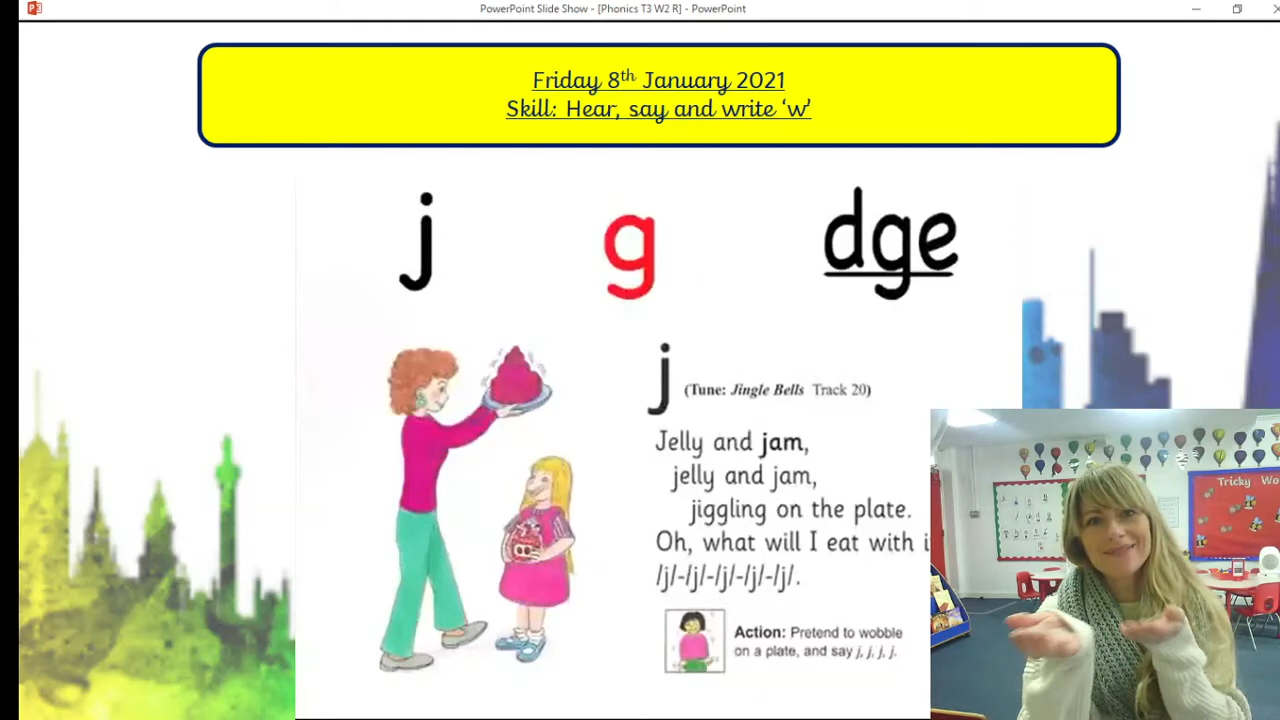 PowerPoint Slide Show - [Phonics T3 W2 R] - PowerPoint
Friday 8th January 2021
Skill: Hear, say and write ‘w’
j g dge
j (Tune: Jingle Bells Track 20)
Jelly and jam,
jelly and jam,
jiggling on the plate.
Oh, what will I eat with i
/j/-/j/-/j/-/j/-/j/.
Action: Pretend to wobble
on a plate, and say j, j, j, j.
Tricky Wo